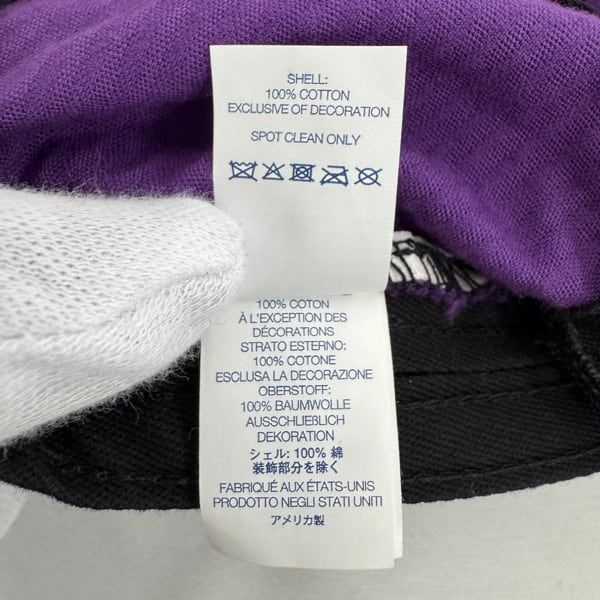 SHELL:
100% COTTON
EXCLUSIVE OF DECORATION
SPOT CLEAN ONLY
100% COTON
À L'EXCEPTION DES
DÉCORATIONS
STRATO ESTERNO:
100% COTONE
ESCLUSA LA DECORAZIONE
OBERSTOFF:
100% BAUMWOLLE
AUSSCHLIEßLICH
DEKORATION
シェル: 100% 綿
装飾部分を除く
FABRIQUÉ AUX ÉTATS-UNIS
PRODOTTO NEGLI STATI UNITI
アメリカ製